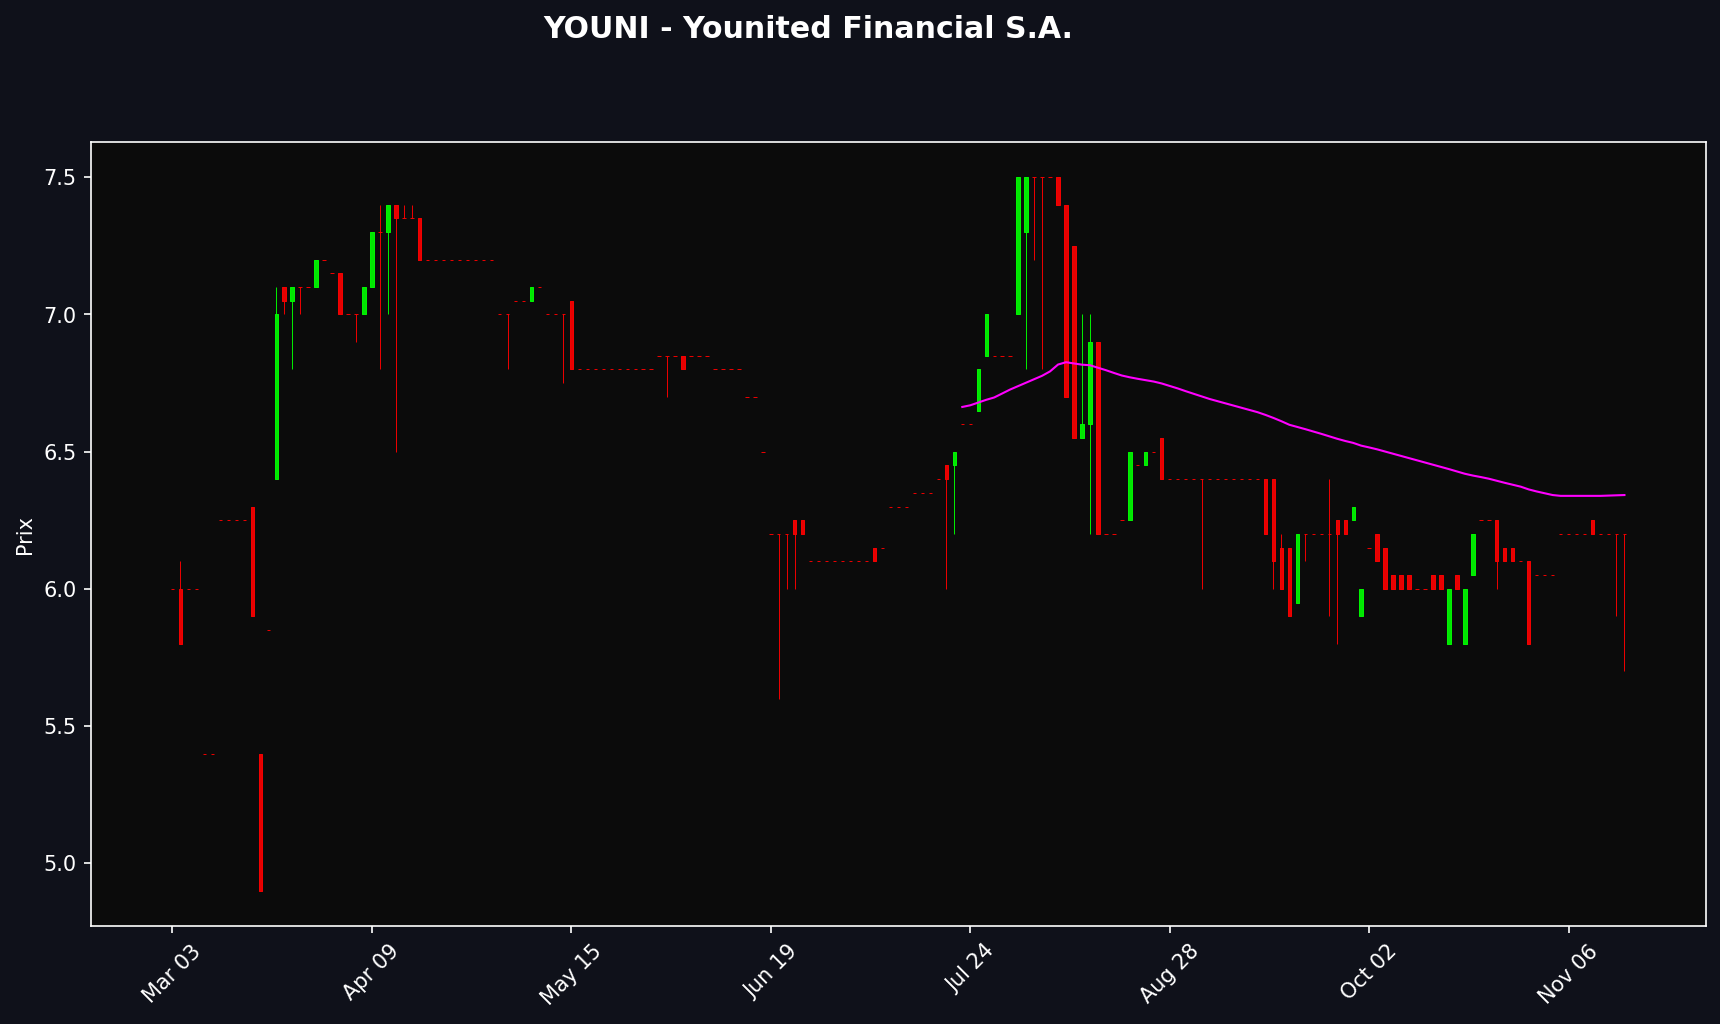 YOUNI - Younited Financial S.A.
Prix
7.5
7.0
6.5
6.0
5.5
5.0
Mar 03
Apr 09
May 15
Jun 19
Jul 24
Aug 28
Oct 02
Nov 06